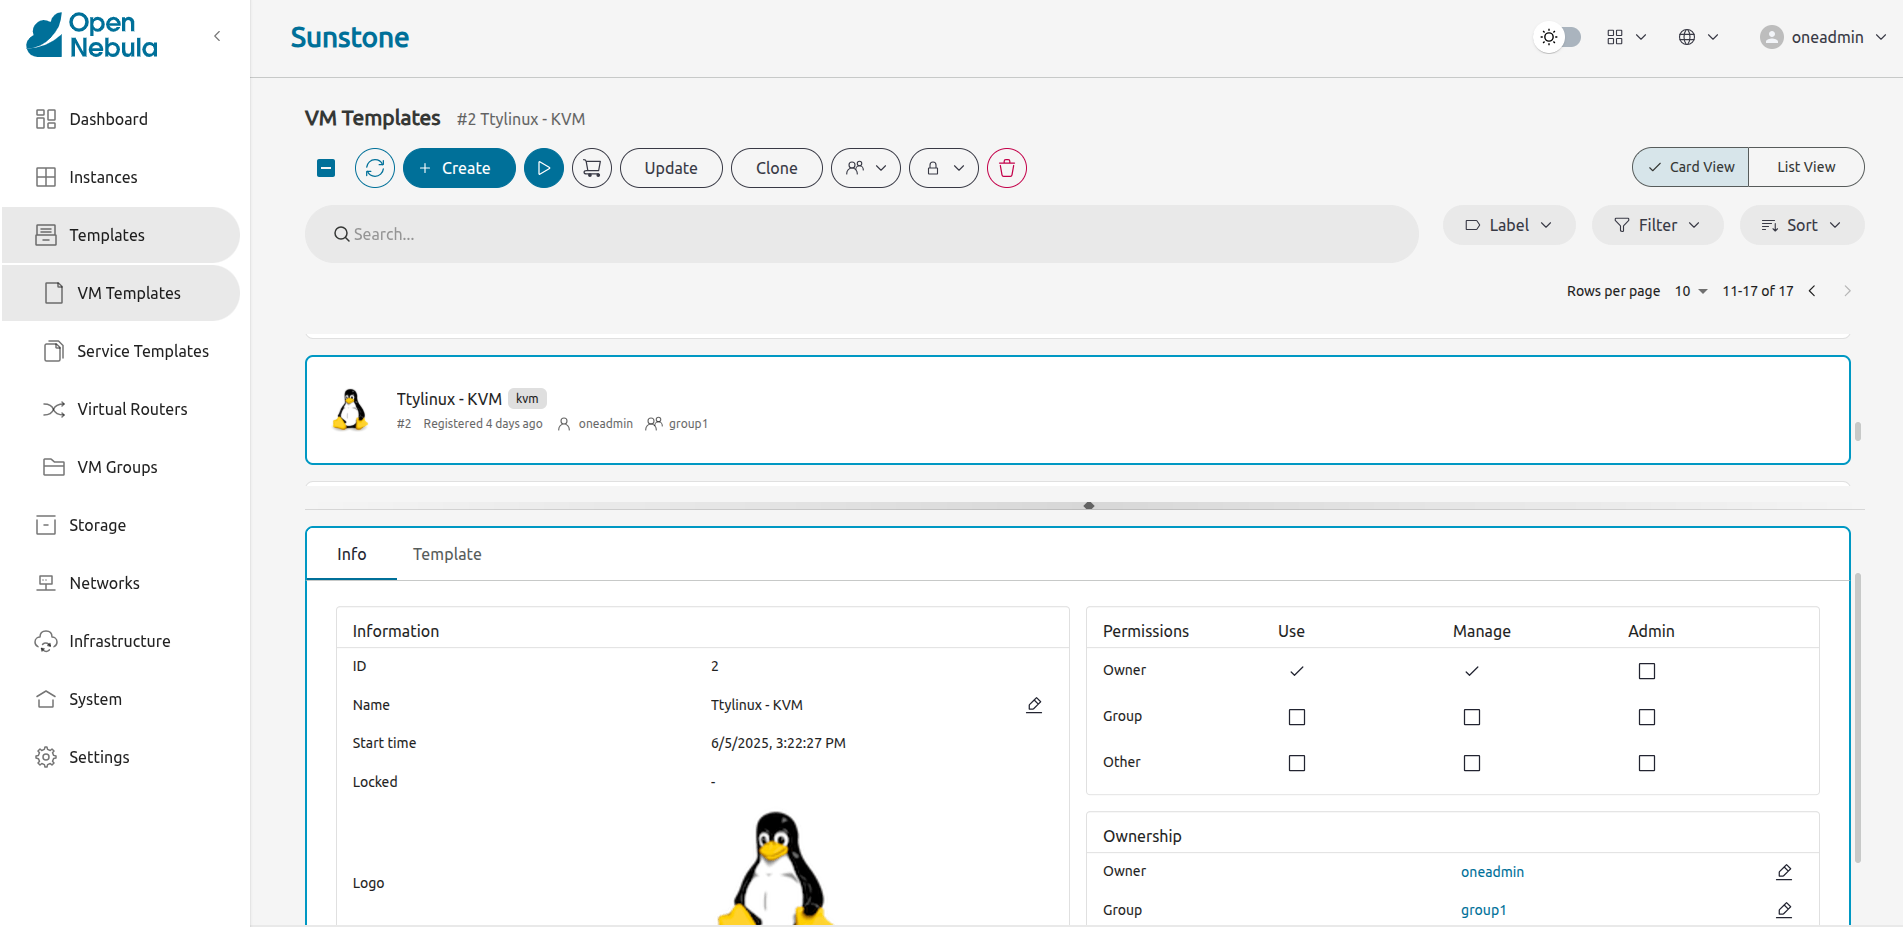 Open
Nebula
Sunstone
oneadmin
Dashboard
Instances
Templates
VM Templates
Service Templates
Virtual Routers
VM Groups
Storage
Networks
Infrastructure
System
Settings
VM Templates #2 Ttylinux - KVM
+ Create Update Clone Card View List View
Search... Label Filter Sort
Rows per page 10 11-17 of 17
Ttylinux - KVM kvm
#2 Registered 4 days ago oneadmin group1
Info Template
Information
ID 2
Name Ttylinux - KVM
Start time 6/5/2025, 3:22:27 PM
Locked -
Logo
Permissions Use Manage Admin
Owner
Group
Other
Ownership
Owner oneadmin
Group group1